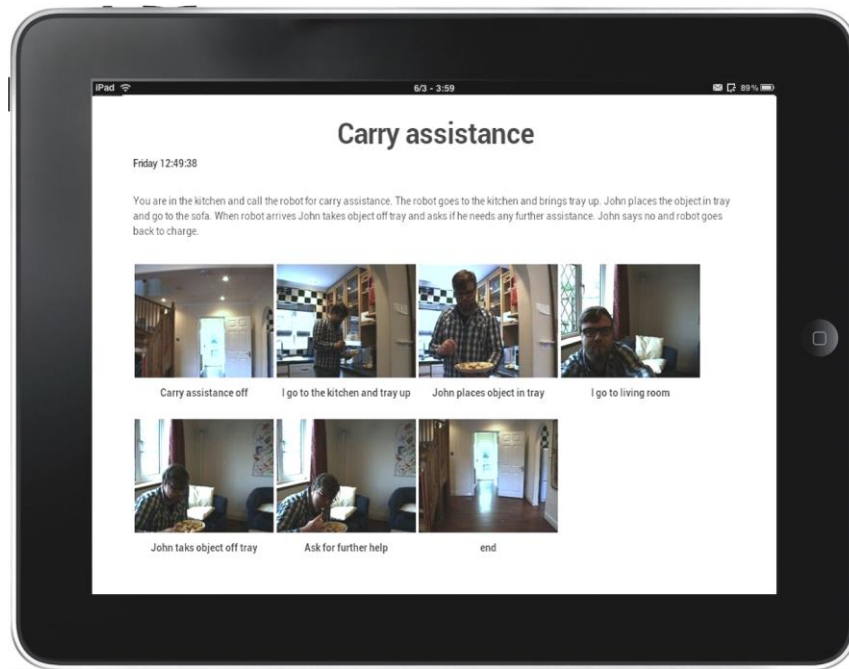 iPad 6/3 - 3:59 89%
Carry assistance
Friday 12:49:38
You are in the kitchen and call the robot for carry assistance. The robot goes to the kitchen and brings tray up. John places the object in tray
and go to the sofa. When robot arrives John takes object off tray and asks if he needs any further assistance. John says no and robot goes
back to charge.
Carry assistance off I go to the kitchen and tray up John places object in tray I go to living room
John taks object off tray Ask for further help end